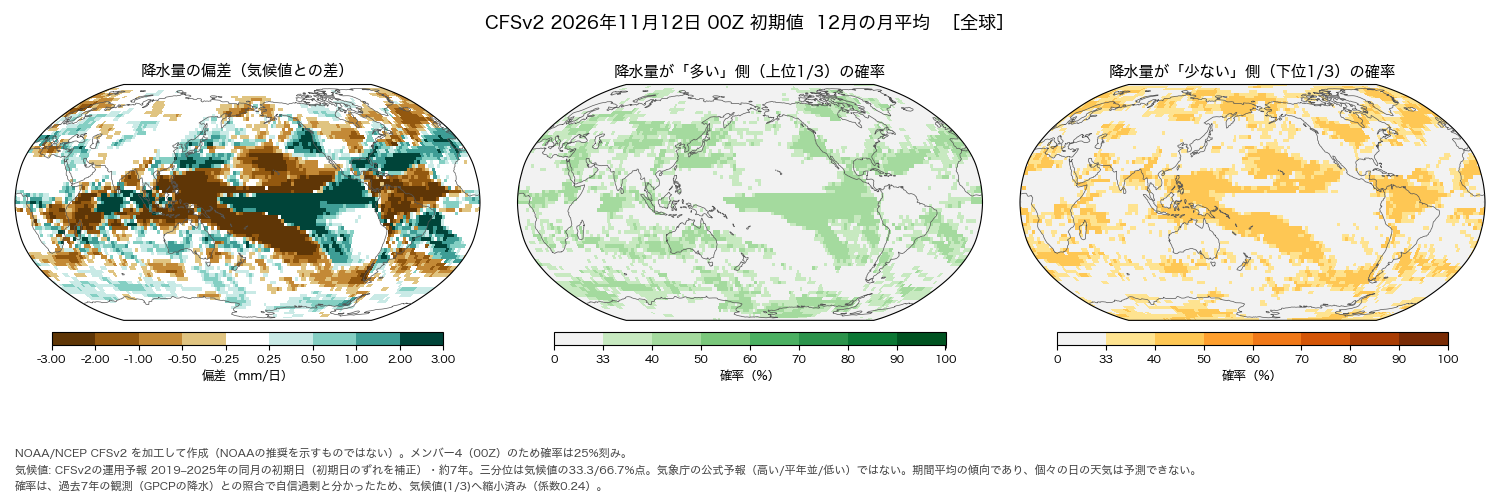 CFSv2 2026年11月12日 00Z 初期値  12月の月平均　［全球］
降水量の偏差（気候値との差）
降水量が「多い」側（上位1/3）の確率
降水量が「少ない」側（下位1/3）の確率
-3.00 -2.00 -1.00 -0.50 -0.25 0.25 0.50 1.00 2.00 3.00
偏差（mm/日）
0 33 40 50 60 70 80 90 100
確率（%）
0 33 40 50 60 70 80 90 100
確率（%）
NOAA/NCEP CFSv2 を加工して作成（NOAAの推奨を示すものではない）。メンバー4（00Z）のため確率は25%刻み。
気候値: CFSv2の運用予報 2019–2025年の同月の初期日（初期日のずれを補正）・約7年。三分位は気候値の33.3/66.7%点。気象庁の公式予報（高い/平年並/低い）ではない。期間平均の傾向であり、個々の日の天気は予測できない。
確率は、過去7年の観測（GPCPの降水）との照合で自信過剰と分かったため、気候値(1/3)へ縮小済み（係数0.24）。